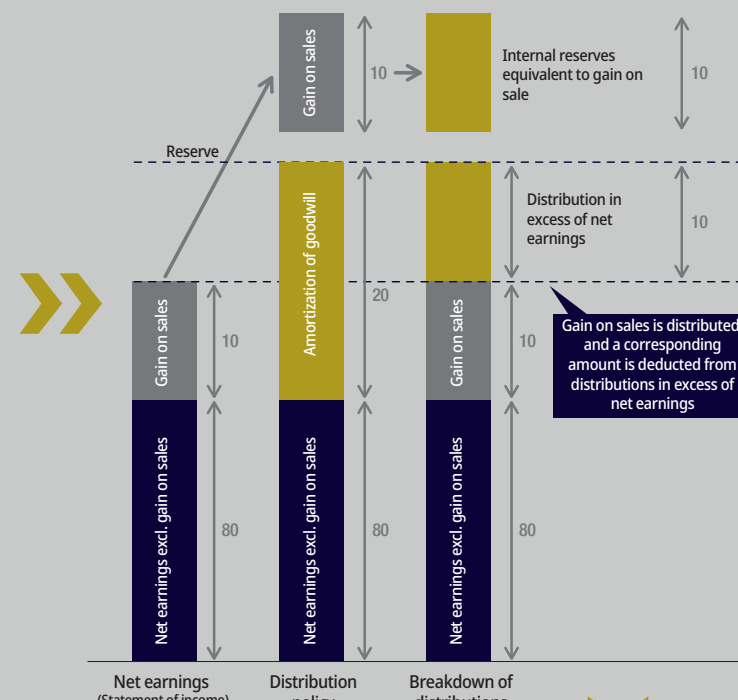 Gain on sales
10
Internal reserves
equivalent to gain on
sale
10
Reserve
Amortization of goodwill
20
Distribution in
excess of net
earnings
10
Gain on sales
10
Gain on sales
10
Gain on sales is distributed
and a corresponding
amount is deducted from
distributions in excess of
net earnings
Net earnings excl. gain on sales
80
Net earnings excl. gain on sales
80
Net earnings excl. gain on sales
80
Net earnings
(Statement of income)
Distribution
policy
Breakdown of
distributions